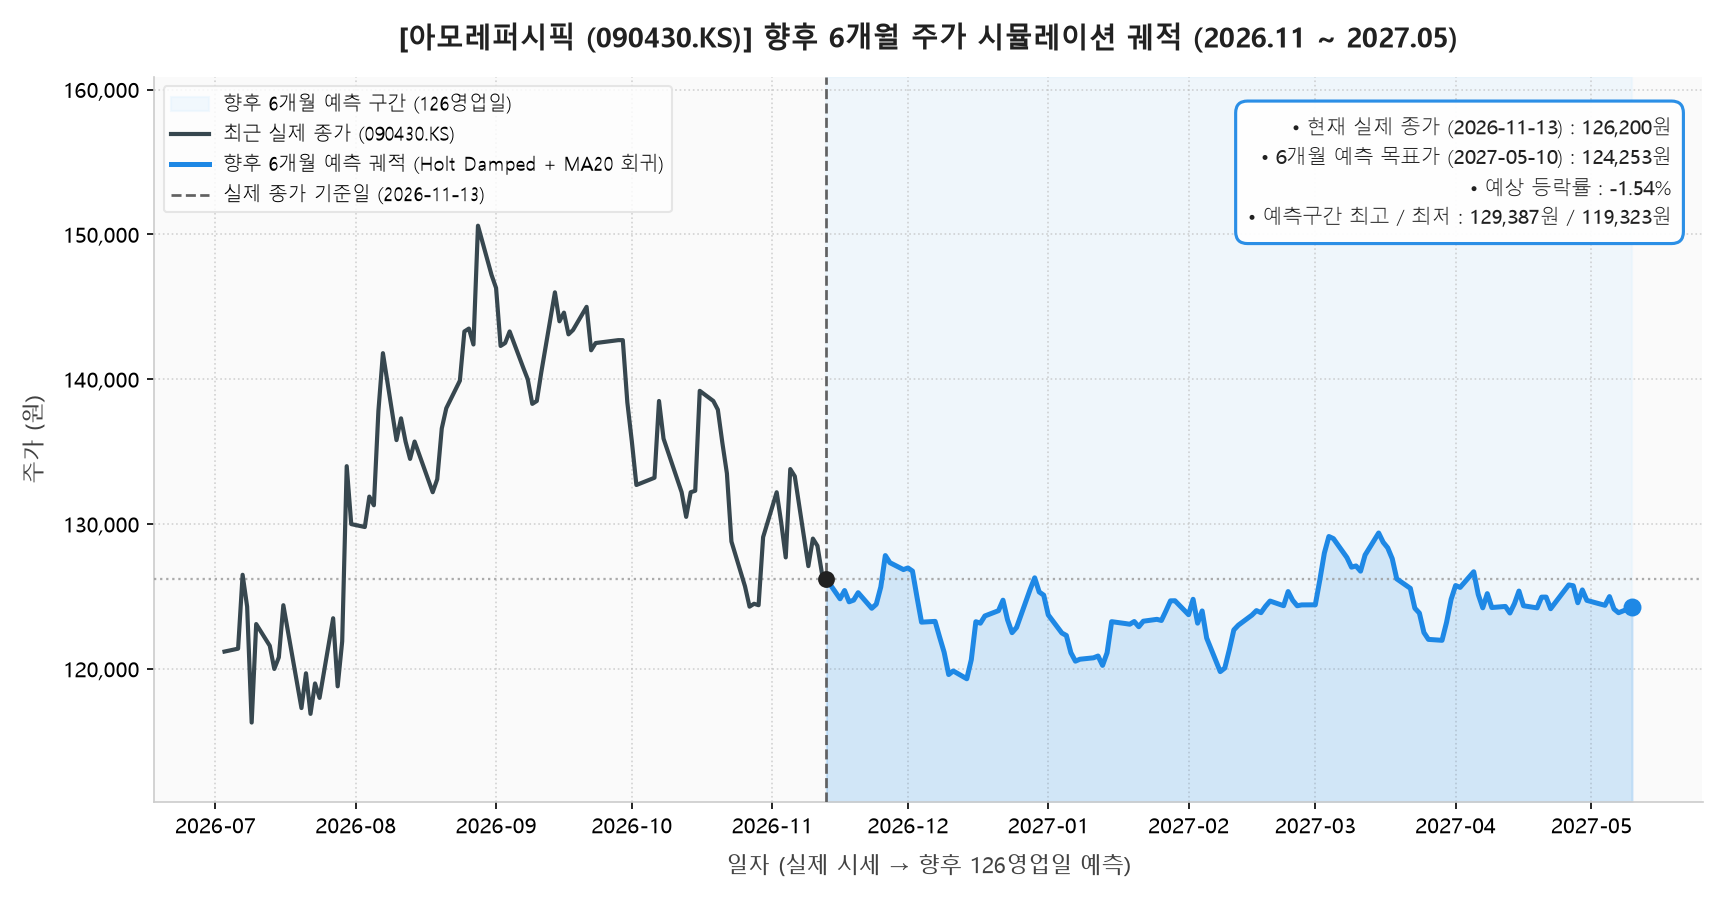 [아모레퍼시픽 (090430.KS)] 향후 6개월 주가 시뮬레이션 궤적 (2026.11 ~ 2027.05)
향후 6개월 예측 구간 (126영업일)
최근 실제 종가 (090430.KS)
향후 6개월 예측 궤적 (Holt Damped + MA20 회귀)
실제 종가 기준일 (2026-11-13)
• 현재 실제 종가 (2026-11-13) : 126,200원
• 6개월 예측 목표가 (2027-05-10) : 124,253원
• 예상 등락률 : -1.54%
• 예측구간 최고 / 최저 : 129,387원 / 119,323원
주가 (원)
160,000
150,000
140,000
130,000
120,000
2026-07
2026-08
2026-09
2026-10
2026-11
2026-12
2027-01
2027-02
2027-03
2027-04
2027-05
일자 (실제 시세 → 향후 126영업일 예측)